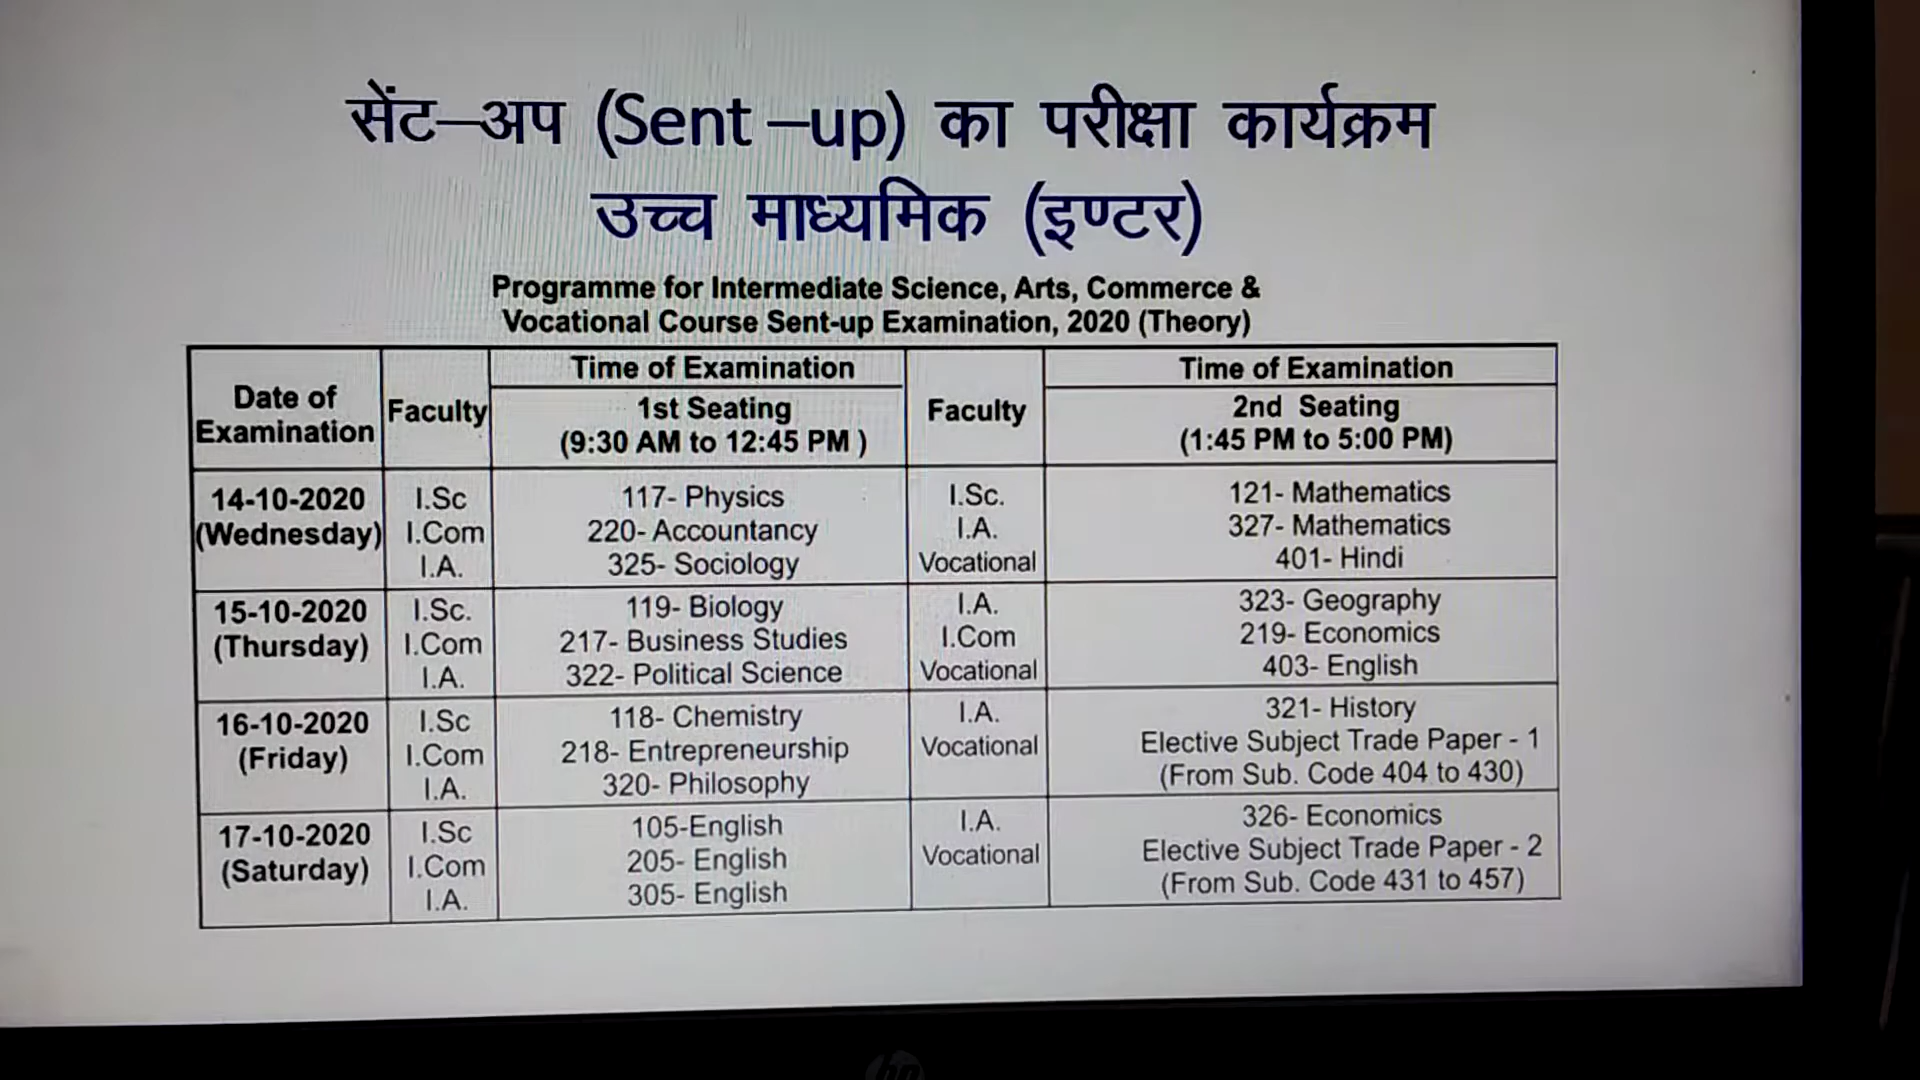 सेंट–अप (Sent –up) का परीक्षा कार्यक्रम
उच्च माध्यमिक (इण्टर)
Programme for Intermediate Science, Arts, Commerce &
Vocational Course Sent-up Examination, 2020 (Theory)
Date of Examination Faculty Time of Examination Faculty Time of Examination
1st Seating 2nd Seating
(9:30 AM to 12:45 PM ) (1:45 PM to 5:00 PM)
14-10-2020 I.Sc 117- Physics I.Sc. 121- Mathematics
(Wednesday) I.Com 220- Accountancy I.A. 327- Mathematics
I.A. 325- Sociology Vocational 401- Hindi
15-10-2020 I.Sc. 119- Biology I.A. 323- Geography
(Thursday) I.Com 217- Business Studies I.Com 219- Economics
I.A. 322- Political Science Vocational 403- English
16-10-2020 I.Sc 118- Chemistry I.A. 321- History
(Friday) I.Com 218- Entrepreneurship Vocational Elective Subject Trade Paper - 1
I.A. 320- Philosophy (From Sub. Code 404 to 430)
17-10-2020 I.Sc 105-English I.A. 326- Economics
(Saturday) I.Com 205- English Vocational Elective Subject Trade Paper - 2
I.A. 305- English (From Sub. Code 431 to 457)
hp